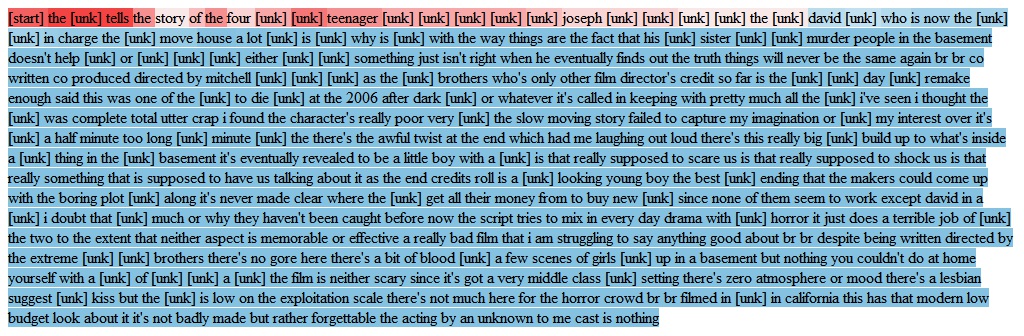 [start] the [unk] tells the story of the four [unk] [unk] teenager [unk] [unk] [unk] [unk] [unk] joseph [unk] [unk] [unk] [unk] the [unk] david [unk] who is now the [unk]
[unk] in charge the [unk] move house a lot [unk] is [unk] why is [unk] with the way things are the fact that his [unk] sister [unk] [unk] murder people in the basement
doesn't help [unk] or [unk] [unk] [unk] either [unk] [unk] something just isn't right when he eventually finds out the truth things will never be the same again br br co
written co produced directed by mitchell [unk] [unk] [unk] as the [unk] brothers who's only other film director's credit so far is the [unk] [unk] day [unk] remake
enough said this was one of the [unk] to die [unk] at the 2006 after dark [unk] or whatever it's called in keeping with pretty much all the [unk] i've seen i thought the
[unk] was complete total utter crap i found the character's really poor very [unk] the slow moving story failed to capture my imagination or [unk] my interest over it's
[unk] a half minute too long [unk] minute [unk] the there's the awful twist at the end which had me laughing out loud there's this really big [unk] build up to what's inside
a [unk] thing in the [unk] basement it's eventually revealed to be a little boy with a [unk] is that really supposed to scare us is that really supposed to shock us is that
really something that is supposed to have us talking about it as the end credits roll is a [unk] looking young boy the best [unk] ending that the makers could come up
with the boring plot [unk] along it's never made clear where the [unk] get all their money from to buy new [unk] since none of them seem to work except david in a
[unk] i doubt that [unk] much or why they haven't been caught before now the script tries to mix in every day drama with [unk] horror it just does a terrible job of [unk]
the two to the extent that neither aspect is memorable or effective a really bad film that i am struggling to say anything good about br br despite being written directed by
the extreme [unk] [unk] brothers there's no gore here there's a bit of blood [unk] a few scenes of girls [unk] up in a basement but nothing you couldn't do at home
yourself with a [unk] of [unk] [unk] a [unk] the film is neither scary since it's got a very middle class [unk] setting there's zero atmosphere or mood there's a lesbian
suggest [unk] kiss but the [unk] is low on the exploitation scale there's not much here for the horror crowd br br filmed in [unk] in california this has that modern low
budget look about it it's not badly made but rather forgettable the acting by an unknown to me cast is nothing